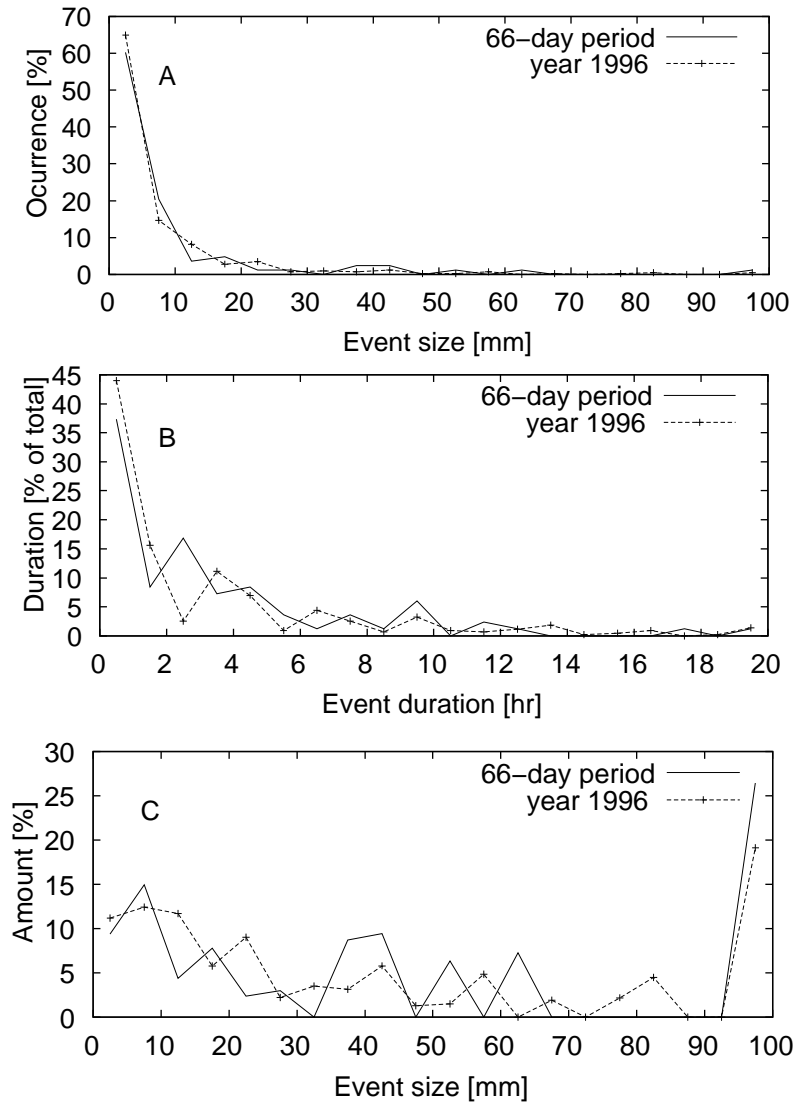 70
60
50
40
30
20
10
0
Ocurrence [%]
A
66−day period
year 1996
0 10 20 30 40 50 60 70 80 90 100
Event size [mm]
45
40
35
30
25
20
15
10
5
0
Duration [% of total]
B
66−day period
year 1996
0 2 4 6 8 10 12 14 16 18 20
Event duration [hr]
30
25
20
15
10
5
0
Amount [%]
C
66−day period
year 1996
0 10 20 30 40 50 60 70 80 90 100
Event size [mm]